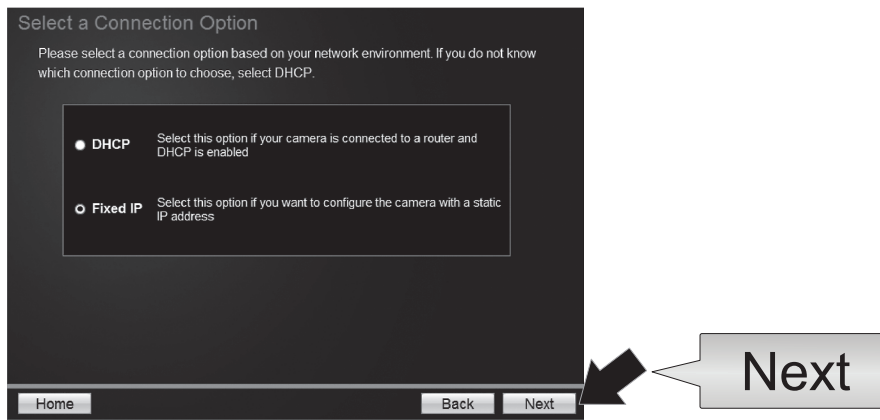 Select a Connection Option
Please select a connection option based on your network environment. If you do not know
which connection option to choose, select DHCP.
DHCP
Select this option if your camera is connected to a router and
DHCP is enabled
Fixed IP
Select this option if you want to configure the camera with a static
IP address
Home
Back
Next
Next